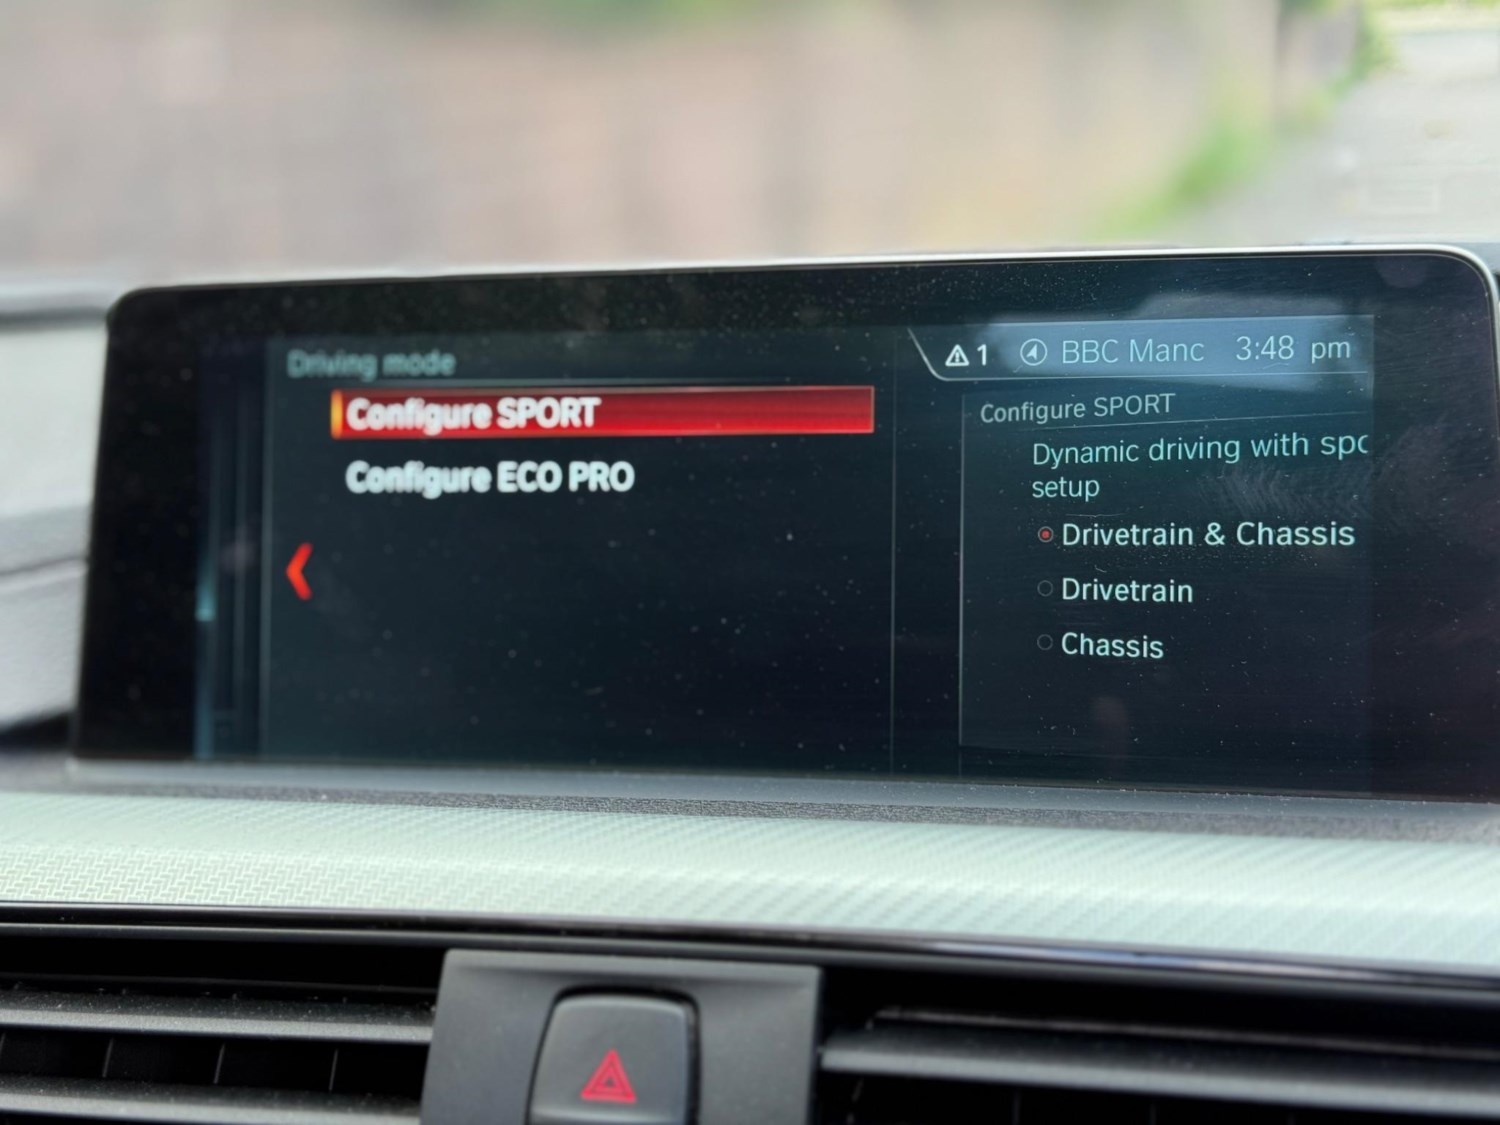 Driving mode
Configure SPORT
Configure ECO PRO
1 BBC Manc 3:48 pm
Configure SPORT
Dynamic driving with spo
setup
Drivetrain & Chassis
Drivetrain
Chassis